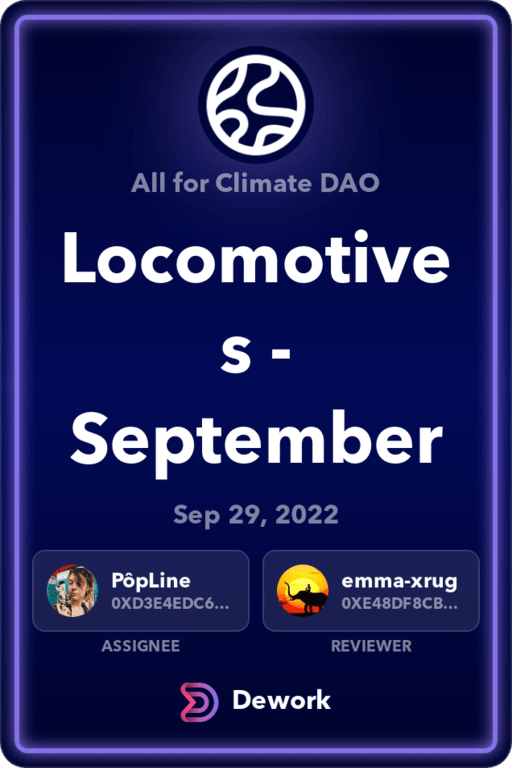 All for Climate DAO
Locomotive
s -
September
Sep 29, 2022
PôpLine
0XD3E4EDC6...
emma-xrug
0XE48DF8CB...
ASSIGNEE
REVIEWER
Dework